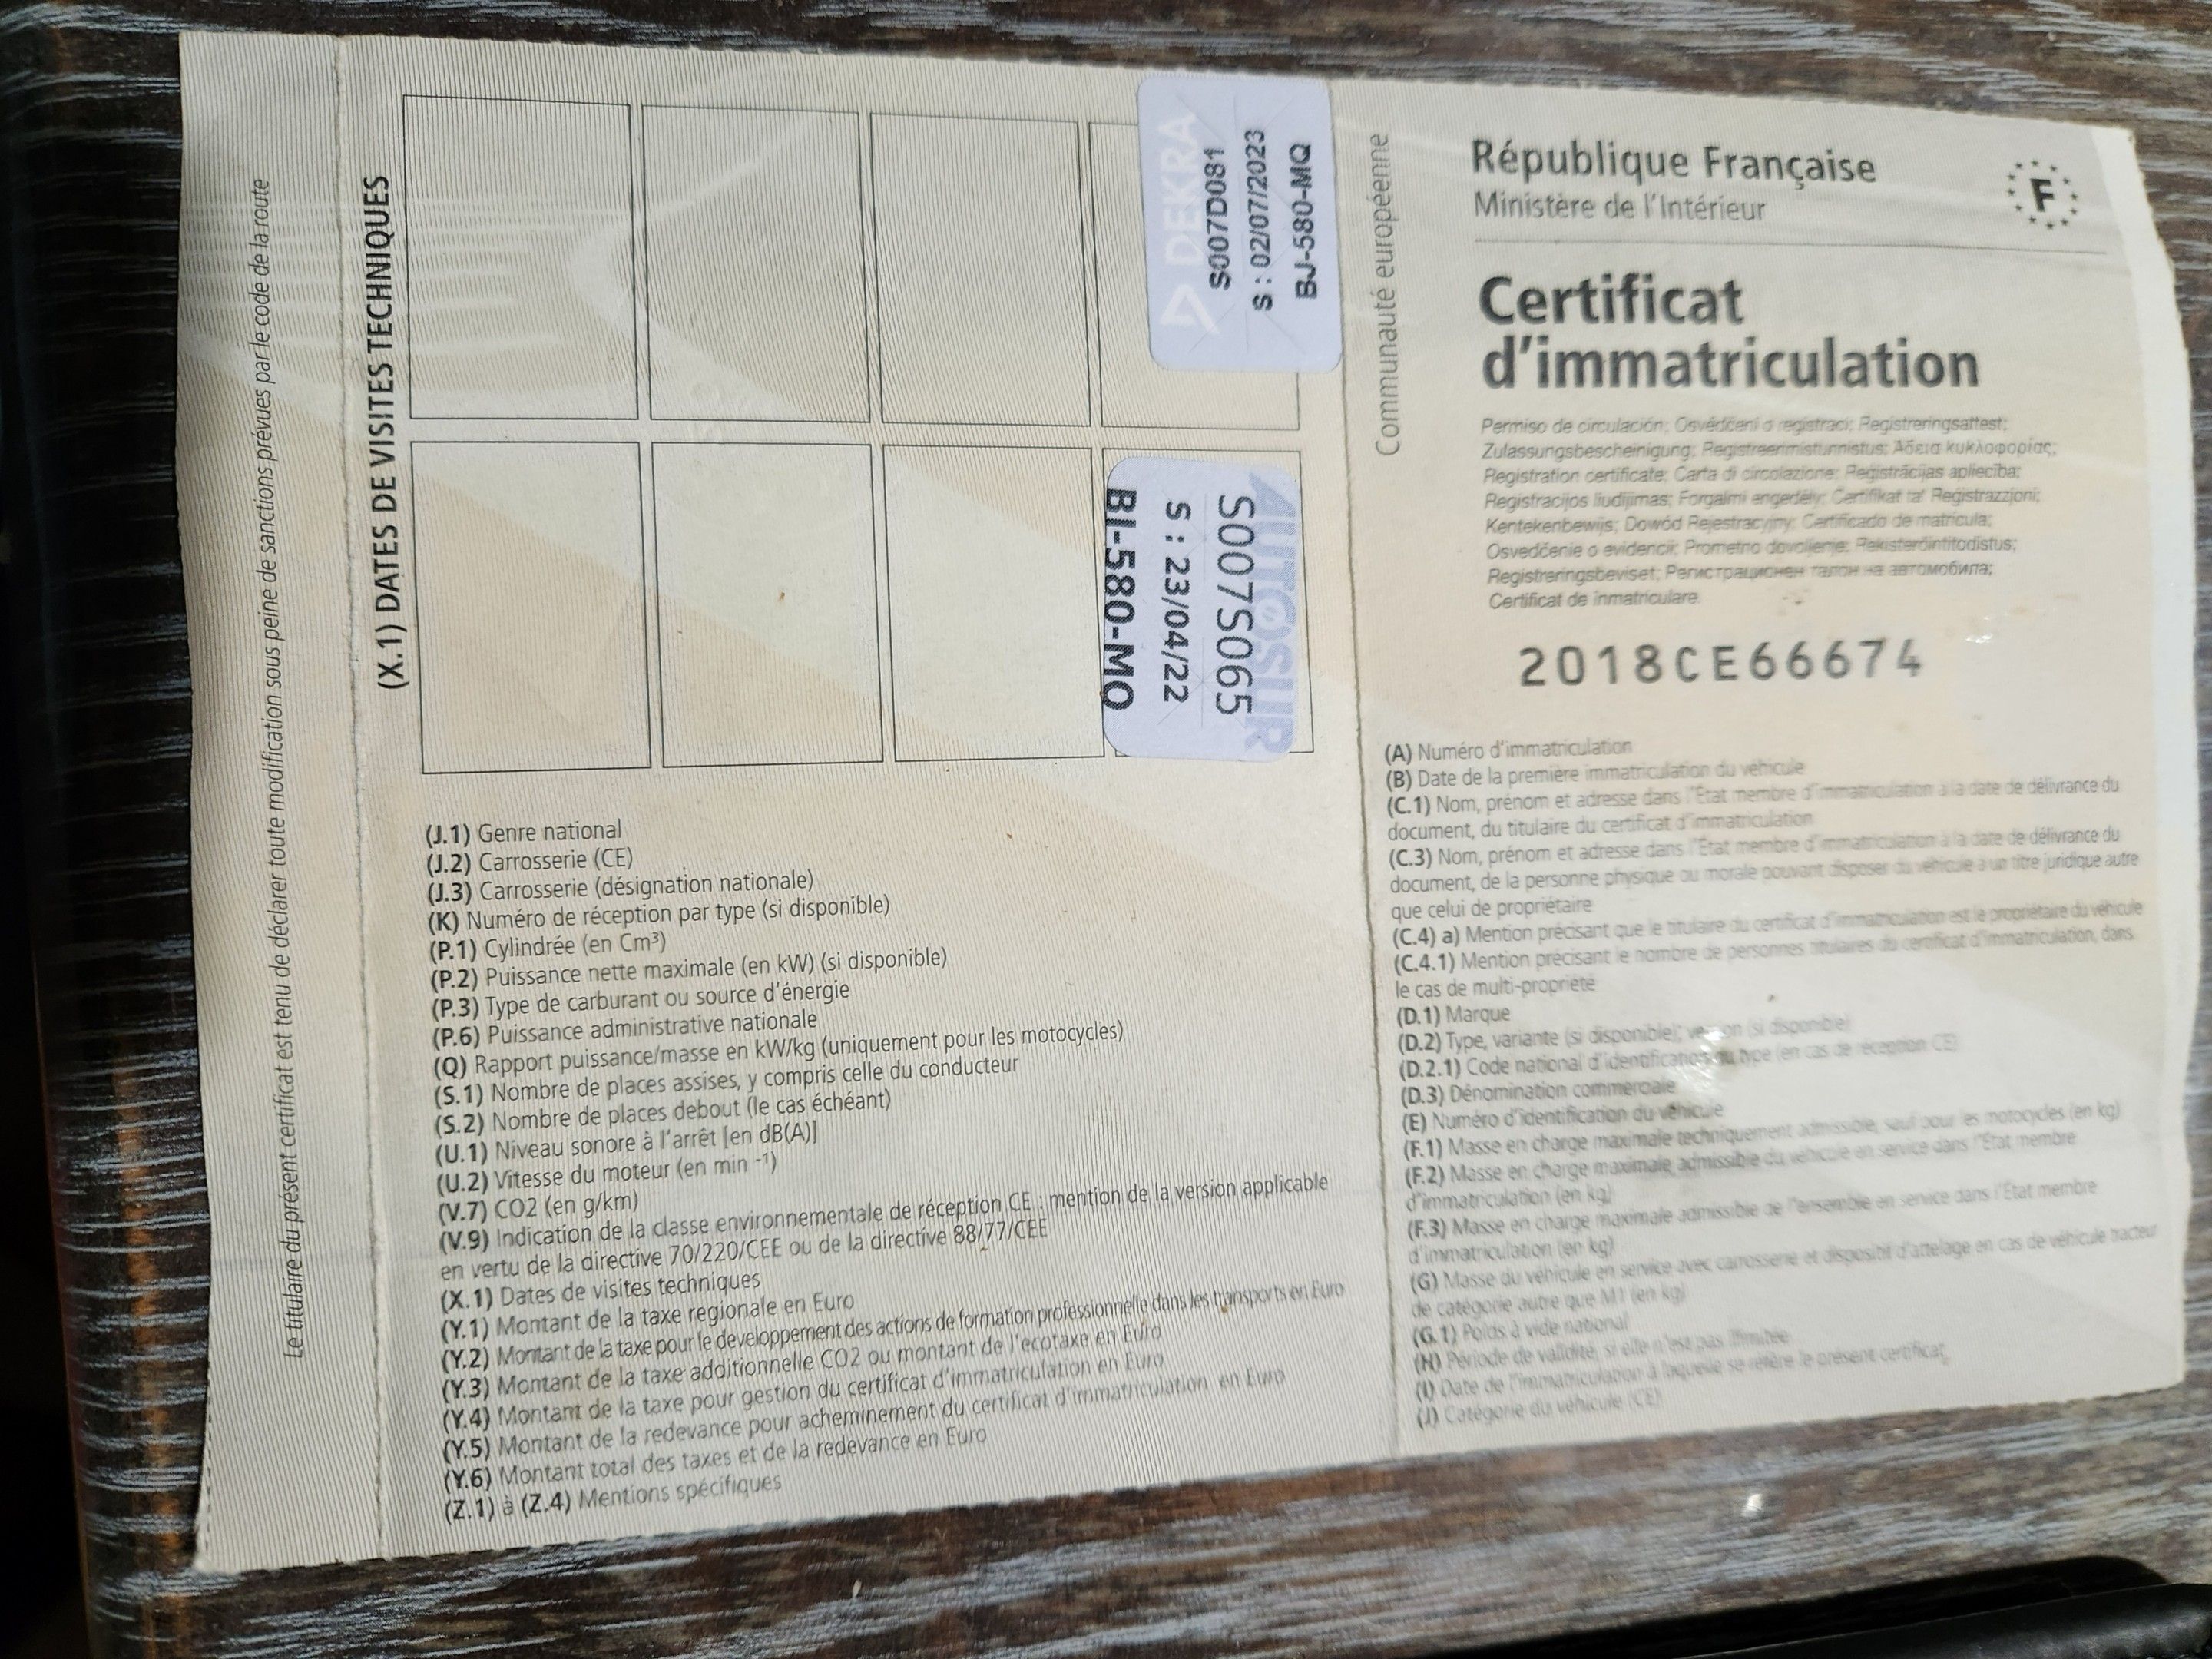 Le titulaire du présent certificat est tenu de déclarer toute modification sous peine de sanctions prévues par le code de la route
(X.1) DATES DE VISITES TECHNIQUES
DEKRA
S007D081
S : 02/07/2023
BJ-580-MQ
AUTOSUR
S007S065
S : 23/04/22
(J.1) Genre national
(J.2) Carrosserie (CE)
(J.3) Carrosserie (désignation nationale)
(K) Numéro de réception par type (si disponible)
(P.1) Cylindrée (en Cm³)
(P.2) Puissance nette maximale (en kW) (si disponible)
(P.3) Type de carburant ou source d'énergie
(P.6) Puissance administrative nationale
(Q) Rapport puissance/masse en kW/kg (uniquement pour les motocycles)
(S.1) Nombre de places assises, y compris celle du conducteur
(S.2) Nombre de places debout (le cas échéant)
(U.1) Niveau sonore à l'arrêt [en dB(A)]
(U.2) Vitesse du moteur (en min -¹)
(V.7) CO2 (en g/km)
(V.9) Indication de la classe environnementale de réception CE : mention de la version applicable
en vertu de la directive 70/220/CEE ou de la directive 88/77/CEE
(X.1) Dates de visites techniques
(Y.1) Montant de la taxe regionale en Euro
(Y.2) Montant de la taxe pour le developpement des actions de formation professionnelle dans les transports en Euro
(Y.3) Montant de la taxe additionnelle CO2 ou montant de l'ecotaxe en Euro
(Y.4) Montant de la taxe pour gestion du certificat d'immatriculation en Euro
(Y.5) Montant de la redevance pour acheminement du certificat d'immatriculation en Euro
(Y.6) Montant total des taxes et de la redevance en Euro
(Z.1) à (Z.4) Mentions spécifiques
Communauté européenne
République Française
Ministère de l'Intérieur
F
Certificat
d'immatriculation
Permiso de circulación; Osvědčení o registraci; Registreringsattest;
Zulassungsbescheinigung; Registreerimistunnistus; Άδεια κυκλοφορίας;
Registration certificate; Carta di circolazione; Reģistrācijas apliecība;
Registracijos liudijimas; Forgalmi engedély; Ċertifikat ta' Reġistrazzjoni;
Kentekenbewijs; Dowód Rejestracyjny; Certificado de matrícula;
Osvedčenie o evidencii; Prometno dovoljenje; Rekisteröintitodistus;
Registreringsbeviset; Регистрационен талон на автомобила;
Certificat de înmatriculare.
2018CE66674
(A) Numéro d'immatriculation
(B) Date de la première immatriculation du véhicule
(C.1) Nom, prénom et adresse dans l'État membre d'immatriculation à la date de délivrance du
document, du titulaire du certificat d'immatriculation
(C.3) Nom, prénom et adresse dans l'État membre d'immatriculation à la date de délivrance du
document, de la personne physique ou morale pouvant disposer du véhicule à un titre juridique autre
que celui de propriétaire
(C.4) a) Mention précisant que le titulaire du certificat d'immatriculation est le propriétaire du véhicule
(C.4.1) Mention précisant le nombre de personnes titulaires du certificat d'immatriculation, dans
le cas de multi-propriété
(D.1) Marque
(D.2) Type, variante (si disponible); version (si disponible)
(D.2.1) Code national d'identification du type (en cas de réception CE)
(D.3) Dénomination commerciale
(E) Numéro d'identification du véhicule
(F.1) Masse en charge maximale techniquement admissible, sauf pour les motocycles (en kg)
(F.2) Masse en charge maximale admissible du véhicule en service dans l'État membre
d'immatriculation (en kg)
(F.3) Masse en charge maximale admissible de l'ensemble en service dans l'État membre
d'immatriculation (en kg)
(G) Masse du véhicule en service avec carrosserie et dispositif d'attelage en cas de véhicule tracteur
de catégorie autre que M1 (en kg)
(G.1) Poids à vide national
(H) Période de validité, si elle n'est pas illimitée
(I) Date de l'immatriculation à laquelle se réfère le présent certificat
(J) Catégorie du véhicule (CE)